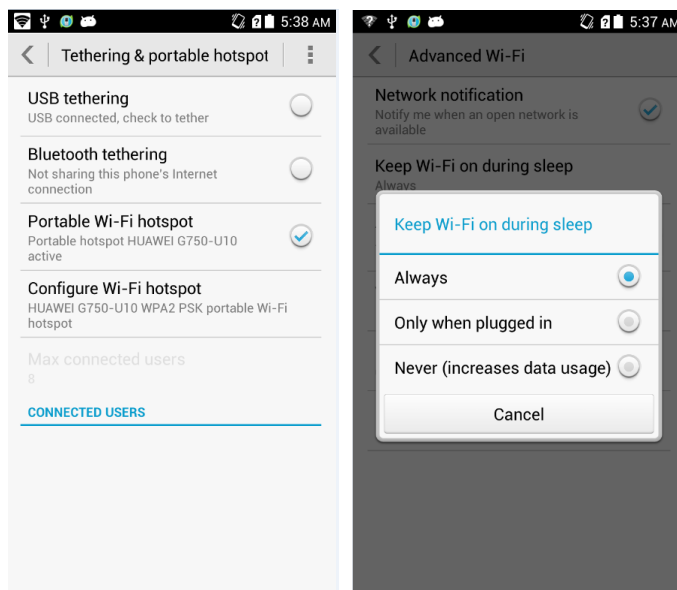 5:38 AM
Tethering & portable hotspot
USB tethering
USB connected, check to tether
Bluetooth tethering
Not sharing this phone's Internet
connection
Portable Wi-Fi hotspot
Portable hotspot HUAWEI G750-U10
active
Configure Wi-Fi hotspot
HUAWEI G750-U10 WPA2 PSK portable Wi-Fi
hotspot
Max connected users
8
CONNECTED USERS
5:37 AM
Advanced Wi-Fi
Network notification
Notify me when an open network is
available
Keep Wi-Fi on during sleep
Always
Keep Wi-Fi on during sleep
Always
Only when plugged in
Never (increases data usage)
Cancel